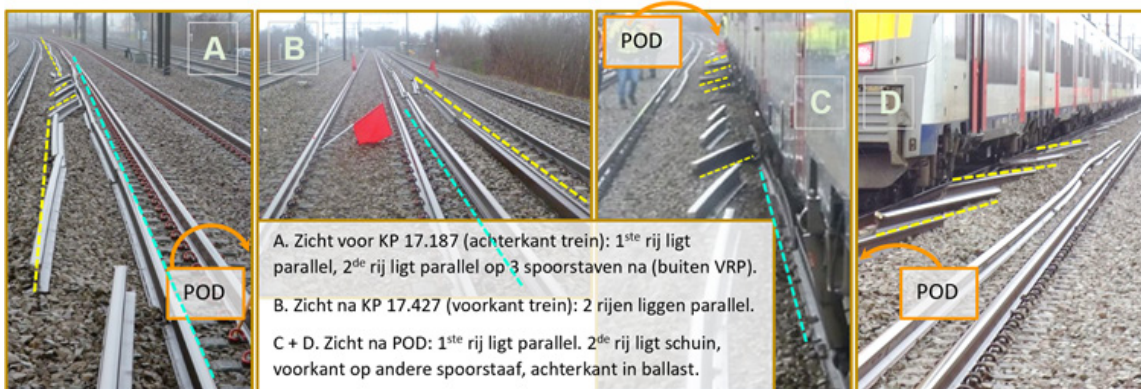 A
B
POD
C
D
POD
A. Zicht voor KP 17.187 (achterkant trein): 1ste rij ligt
parallel, 2de rij ligt parallel op 3 spoorstaven na (buiten VRP).
B. Zicht na KP 17.427 (voorkant trein): 2 rijen liggen parallel.
C + D. Zicht na POD: 1ste rij ligt parallel. 2de rij ligt schuin,
voorkant op andere spoorstaaf, achterkant in ballast.
POD